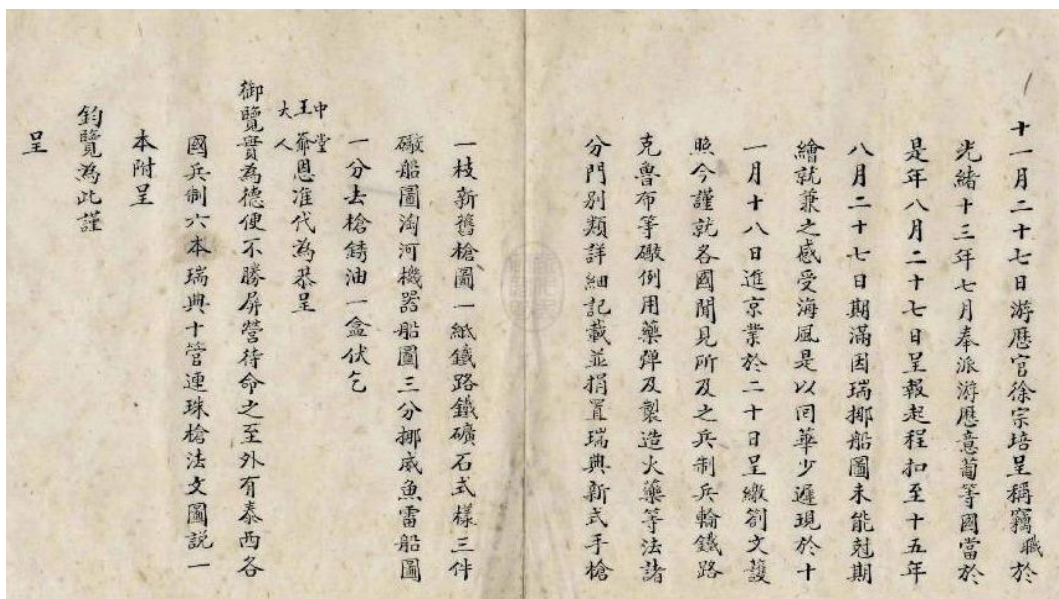 十一月二十七日游歷官徐宗培呈稱竊職於
光緒十三年七月奉派游歷意葡等國當於
是年八月二十七日呈報起程扣至十五年
八月二十七日期滿因瑞挪船圖未能尅期
繪就兼之感受海風是以囘華少遲現於十
一月十八日進京業於二十日呈繳劄文護
照今謹就各國聞見所及之兵制兵輪鐵路
克魯布等礮例用藥彈及製造火藥等法諸
分門別類詳細記載並捐置瑞典新式手槍
一枝新舊槍圖一紙鐵路鐵礦石式樣三件
礮船圖淘河機器船圖三分挪威魚雷船圖
一分去槍銹油一盒伏乞
中堂
王爺
大人
恩准代為恭呈
御覽實為德便不勝屏營待命之至外有泰西各
國兵制六本瑞典十管連珠槍法文圖說一
本附呈
鈞覽為此謹
呈